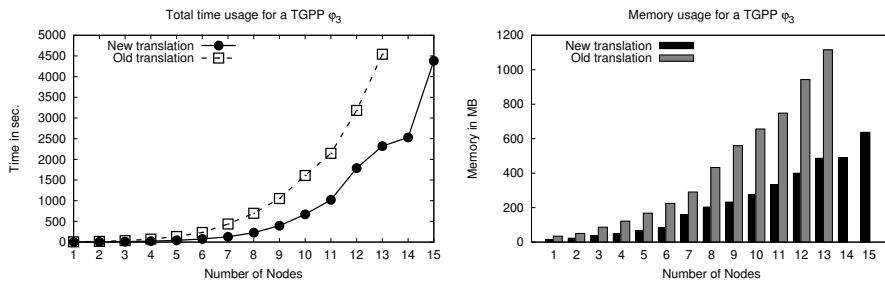 Total time usage for a TGPP φ3
5000
4500
4000
3500
3000
2500
2000
1500
1000
500
0
Time in sec.
New translation
Old translation
1 2 3 4 5 6 7 8 9 10 11 12 13 14 15
Number of Nodes
Memory usage for a TGPP φ3
1200
1000
800
600
400
200
0
Memory in MB
New translation
Old translation
1 2 3 4 5 6 7 8 9 10 11 12 13 14 15
Number of Nodes